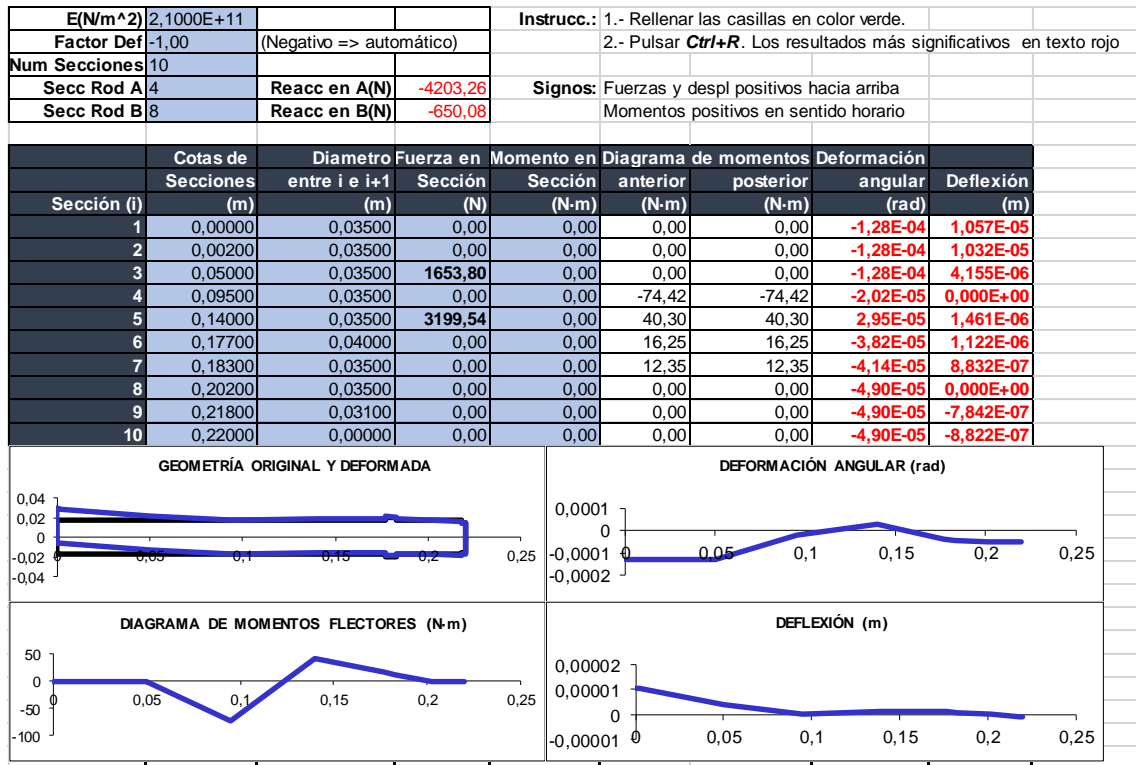 E(N/m^2) 2,1000E+11 Instrucc.: 1.- Rellenar las casillas en color verde.
Factor Def -1,00 (Negativo => automático) 2.- Pulsar Ctrl+R. Los resultados más significativos en texto rojo
Num Secciones 10
Secc Rod A 4 Reacc en A(N) -4203,26 Signos: Fuerzas y despl positivos hacia arriba
Secc Rod B 8 Reacc en B(N) -650,08 Momentos positivos en sentido horario
Cotas de Diametro Fuerza en Momento en Diagrama de momentos Deformación
Secciones entre i e i+1 Sección Sección anterior posterior angular Deflexión
Sección (i) (m) (m) (N) (N·m) (N·m) (N·m) (rad) (m)
1 0,00000 0,03500 0,00 0,00 0,00 0,00 -1,28E-04 1,057E-05
2 0,00200 0,03500 0,00 0,00 0,00 0,00 -1,28E-04 1,032E-05
3 0,05000 0,03500 1653,80 0,00 0,00 0,00 -1,28E-04 4,155E-06
4 0,09500 0,03500 0,00 0,00 -74,42 -74,42 -2,02E-05 0,000E+00
5 0,14000 0,03500 3199,54 0,00 40,30 40,30 2,95E-05 1,461E-06
6 0,17700 0,04000 0,00 0,00 16,25 16,25 -3,82E-05 1,122E-06
7 0,18300 0,03500 0,00 0,00 12,35 12,35 -4,14E-05 8,832E-07
8 0,20200 0,03500 0,00 0,00 0,00 0,00 -4,90E-05 0,000E+00
9 0,21800 0,03100 0,00 0,00 0,00 0,00 -4,90E-05 -7,842E-07
10 0,22000 0,00000 0,00 0,00 0,00 0,00 -4,90E-05 -8,822E-07
GEOMETRÍA ORIGINAL Y DEFORMADA
0,04
0,02
0
-0,02
-0,04
0 0,05 0,1 0,15 0,2 0,25
DEFORMACIÓN ANGULAR (rad)
0,0001
0
-0,0001
-0,0002
0 0,05 0,1 0,15 0,2 0,25
DIAGRAMA DE MOMENTOS FLECTORES (N·m)
50
0
-50
-100
0 0,05 0,1 0,15 0,2 0,25
DEFLEXIÓN (m)
0,00002
0,00001
0
-0,00001
0 0,05 0,1 0,15 0,2 0,25